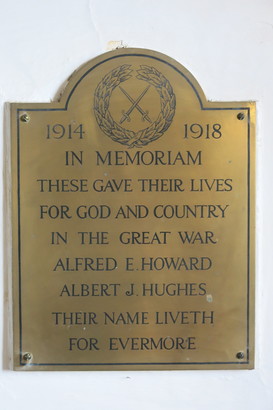 1914 1918
IN MEMORIAM
THESE GAVE THEIR LIVES
FOR GOD AND COUNTRY
IN THE GREAT WAR
ALFRED E. HOWARD
ALBERT J. HUGHES
THEIR NAME LIVETH
FOR EVERMORE